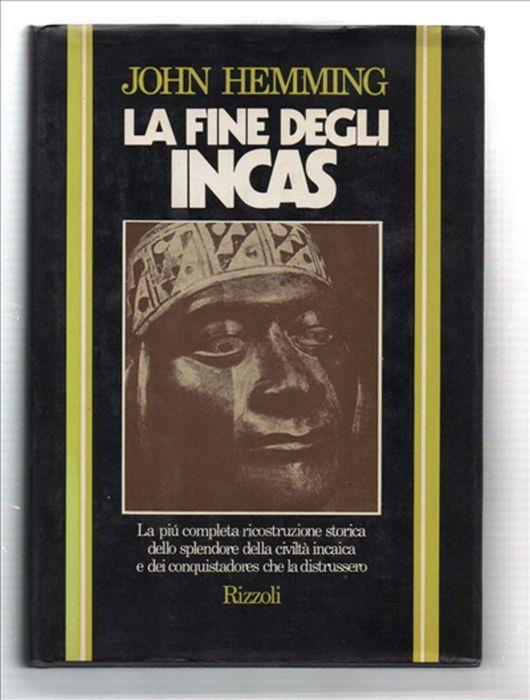 JOHN HEMMING
LA FINE DEGLI
INCAS
La piú completa ricostruzione storica
dello splendore della civiltà incaica
e dei conquistadores che la distrussero
Rizzoli